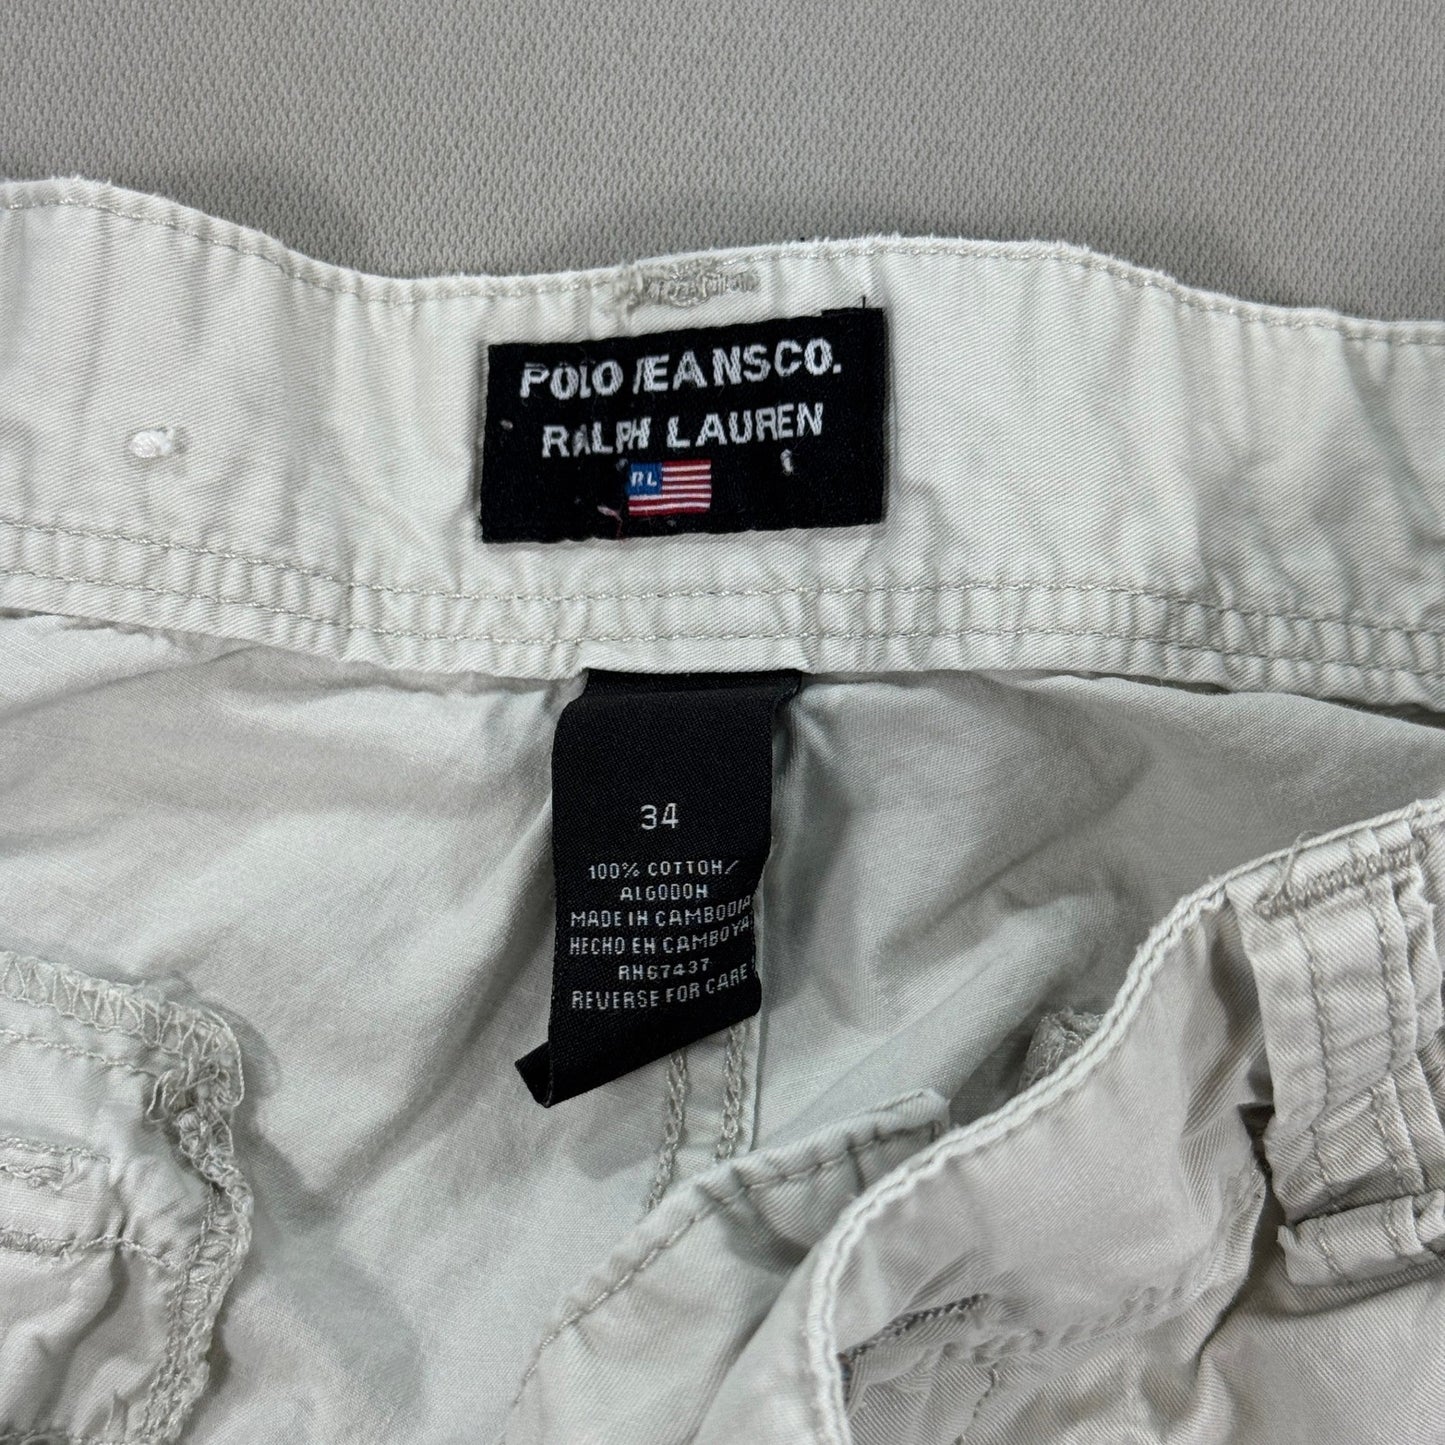 POLO JEANS CO.
RALPH LAUREN
RL
34
100% COTTON/
ALGODON
MADE IN CAMBODIA
HECHO EN CAMBOYA
RH67437
REVERSE FOR CARE